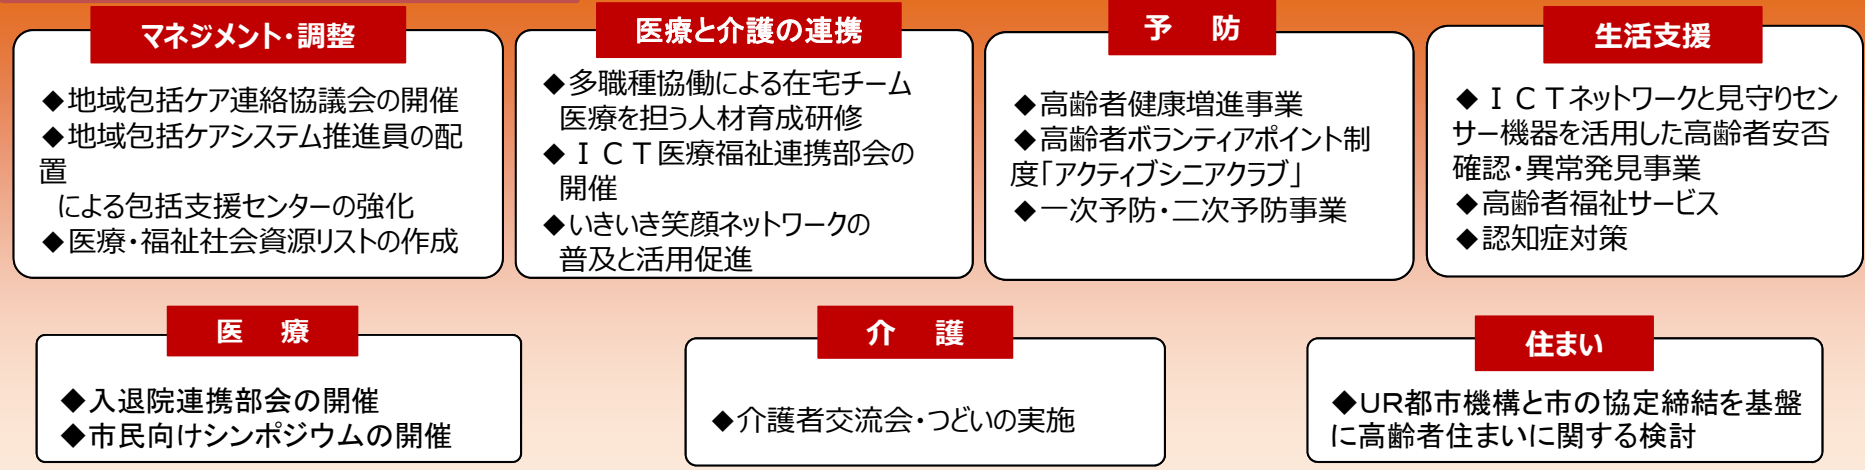 マネジメント・調整
◆地域包括ケア連絡協議会の開催
◆地域包括ケアシステム推進員の配
置
による包括支援センターの強化
◆医療・福祉社会資源リストの作成
医療と介護の連携
◆多職種協働による在宅チーム
医療を担う人材育成研修
◆ＩＣＴ医療福祉連携部会の
開催
◆いきいき笑顔ネットワークの
普及と活用促進
予　防
◆高齢者健康増進事業
◆高齢者ボランティアポイント制
度「アクティブシニアクラブ」
◆一次予防・二次予防事業
生活支援
◆ＩＣＴネットワークと見守りセン
サー機器を活用した高齢者安否
確認・異常発見事業
◆高齢者福祉サービス
◆認知症対策
医　療
◆入退院連携部会の開催
◆市民向けシンポジウムの開催
介　護
◆介護者交流会・つどいの実施
住まい
◆UR都市機構と市の協定締結を基盤
に高齢者住まいに関する検討